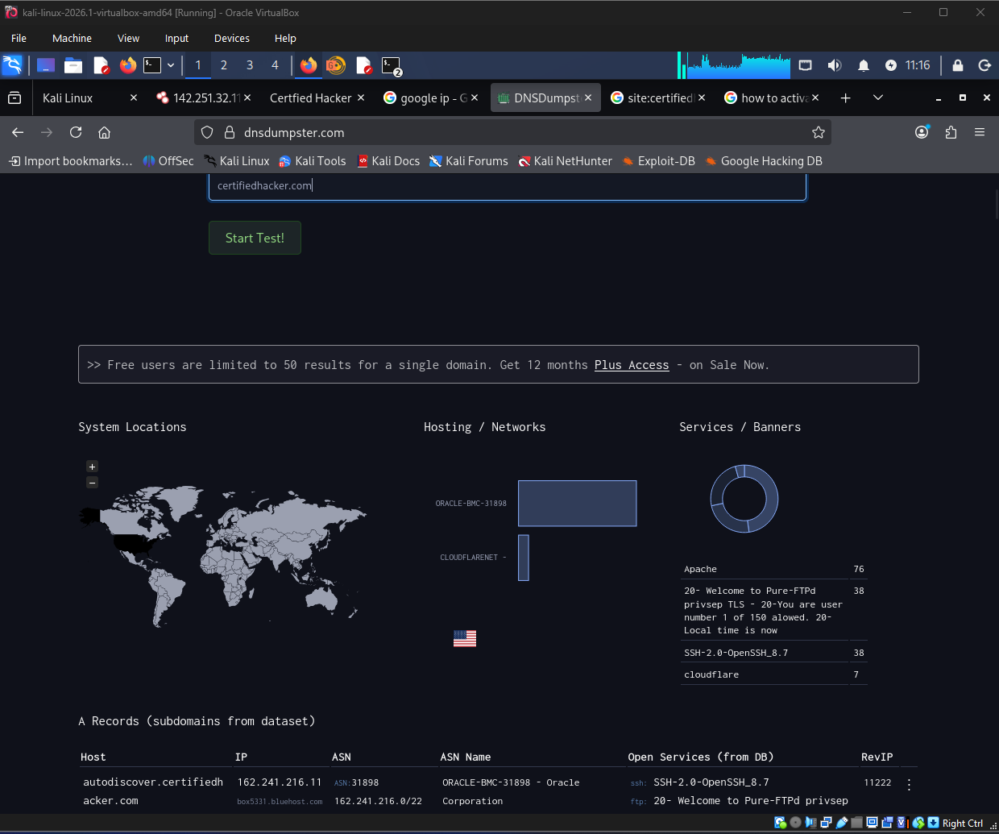 kali-linux-2026.1-virtualbox-amd64 [Running] - Oracle VirtualBox
File Machine View Input Devices Help
1 2 3 4 2 11:16
Kali Linux 142.251.32.11 Certfied Hacker google ip - G DNSDumpste site:certified how to activa
dnsdumpster.com
Import bookmarks... OffSec Kali Linux Kali Tools Kali Docs Kali Forums Kali NetHunter Exploit-DB Google Hacking DB
certifiedhacker.com
Start Test!
>> Free users are limited to 50 results for a single domain. Get 12 months Plus Access - on Sale Now.
System Locations Hosting / Networks Services / Banners
+
−
ORACLE-BMC-31898
CLOUDFLARENET -
Apache 76
20- Welcome to Pure-FTPd 38
privsep TLS - 20-You are user
number 1 of 150 alowed. 20-
Local time is now
SSH-2.0-OpenSSH_8.7 38
cloudflare 7
A Records (subdomains from dataset)
Host IP ASN ASN Name Open Services (from DB) RevIP
autodiscover.certifiedh 162.241.216.11 ASN:31898 ORACLE-BMC-31898 - Oracle ssh: SSH-2.0-OpenSSH_8.7 11222
acker.com box5331.bluehost.com 162.241.216.0/22 Corporation ftp: 20- Welcome to Pure-FTPd privsep
Right Ctrl